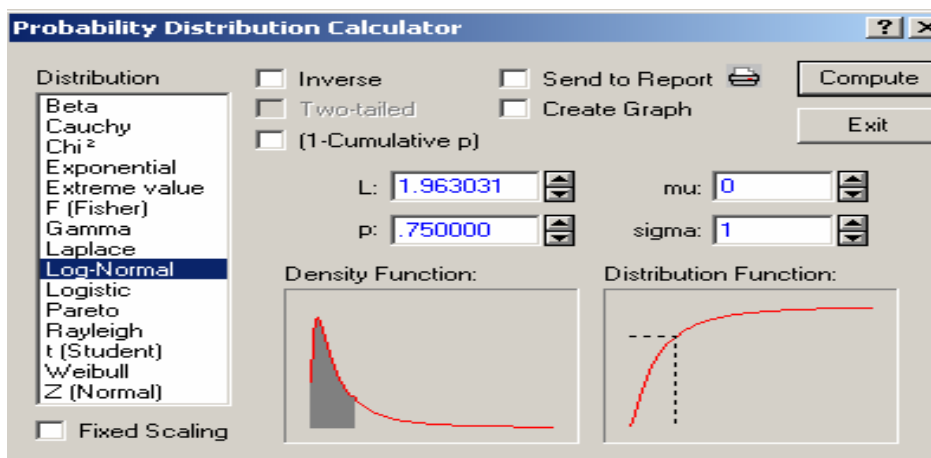 Probability Distribution Calculator
Distribution
Beta
Cauchy
Chi ²
Exponential
Extreme value
F (Fisher)
Gamma
Laplace
Log-Normal
Logistic
Pareto
Rayleigh
t (Student)
Weibull
Z (Normal)
Fixed Scaling
Inverse
Two-tailed
(1-Cumulative p)
Send to Report
Create Graph
Compute
Exit
L: 1.963031
mu: 0
p: .750000
sigma: 1
Density Function:
Distribution Function: